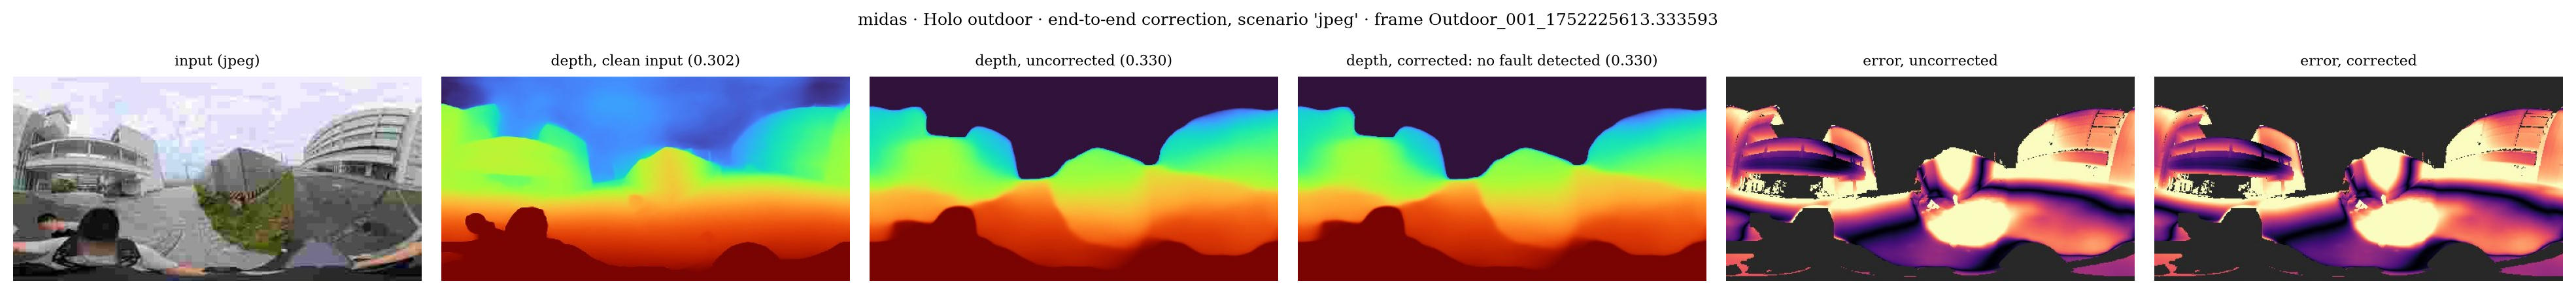 midas · Holo outdoor · end-to-end correction, scenario 'jpeg' · frame Outdoor_001_1752225613.333593
input (jpeg)
depth, clean input (0.302)
depth, uncorrected (0.330)
depth, corrected: no fault detected (0.330)
error, uncorrected
error, corrected